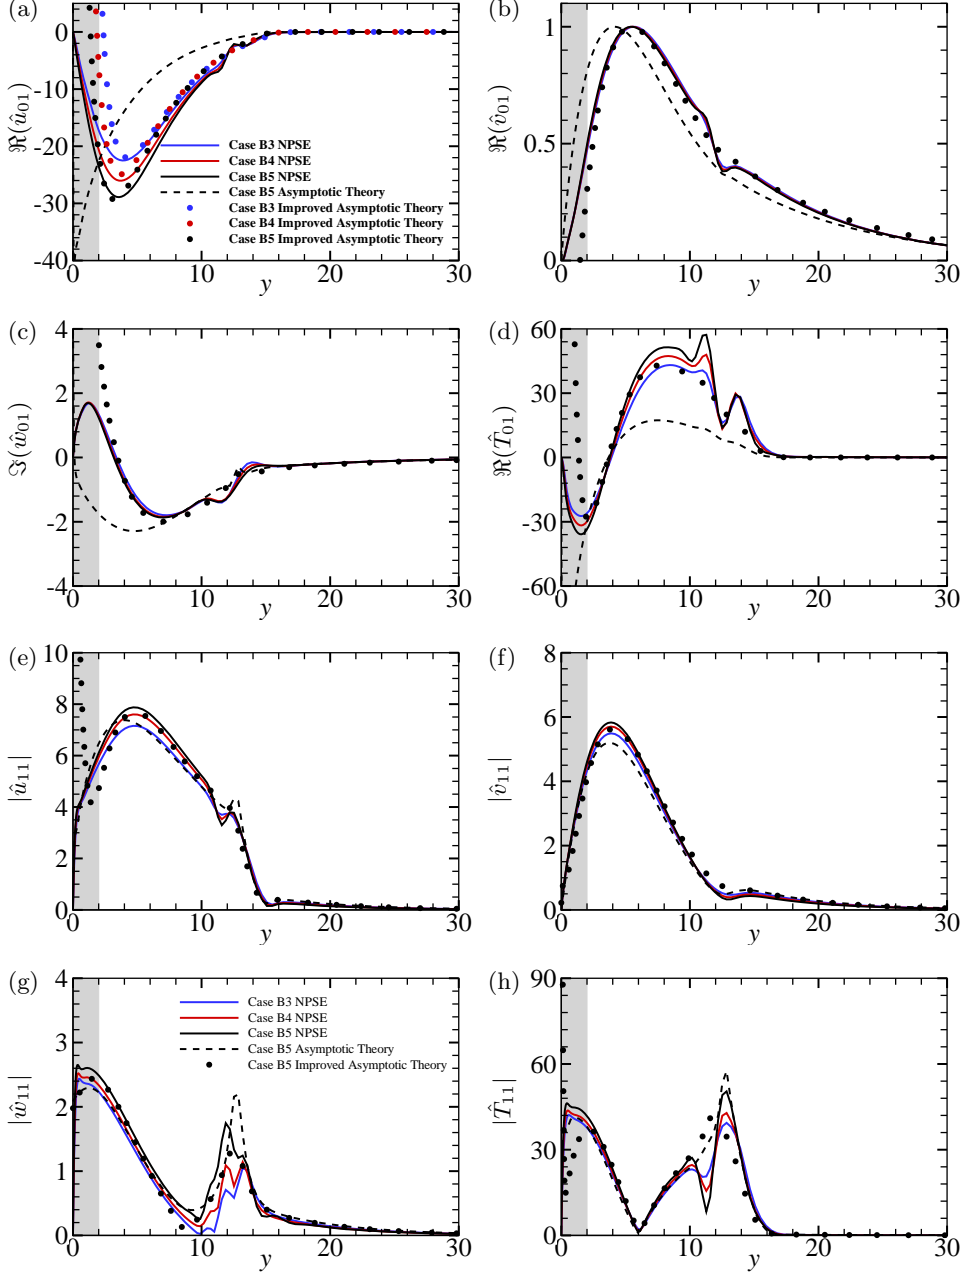 (a)
0
-10
-20
-30
-40
ℜ(û₀₁)
Case B3 NPSE
Case B4 NPSE
Case B5 NPSE
Case B5 Asymptotic Theory
Case B3 Improved Asymptotic Theory
Case B4 Improved Asymptotic Theory
Case B5 Improved Asymptotic Theory
0 10 20 30
y
(b)
1
0.5
0
ℜ(v̂₀₁)
0 10 20 30
y
(c)
4
2
0
-2
-4
ℑ(ŵ₀₁)
0 10 20 30
y
(d)
60
30
0
-30
-60
ℜ(T̂₀₁)
0 10 20 30
y
(e)
10
8
6
4
2
0
|û₁₁|
0 10 20 30
y
(f)
8
6
4
2
0
|v̂₁₁|
0 10 20 30
y
(g)
4
3
2
1
0
|ŵ₁₁|
Case B3 NPSE
Case B4 NPSE
Case B5 NPSE
Case B5 Asymptotic Theory
Case B5 Improved Asymptotic Theory
0 10 20 30
y
(h)
90
60
30
0
|T̂₁₁|
0 10 20 30
y